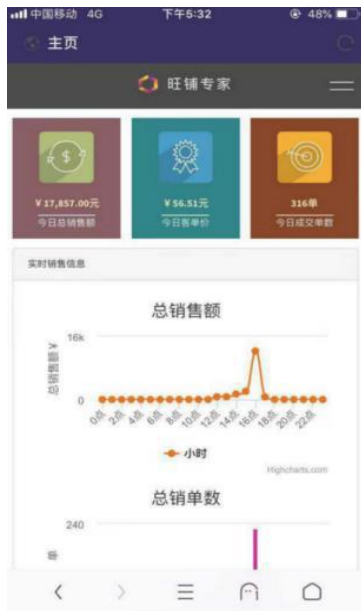 中国移动 4G 下午5:32 48%
主页
旺铺专家
¥17,857.00元
今日总销售额
¥56.51元
今日客单价
316单
今日成交单数
实时销售信息
总销售额
16k
总销售额 ¥
0
0点 2点 4点 6点 8点 10点 12点 14点 16点 18点 20点 22点
小时
Highcharts.com
总销单数
240
单